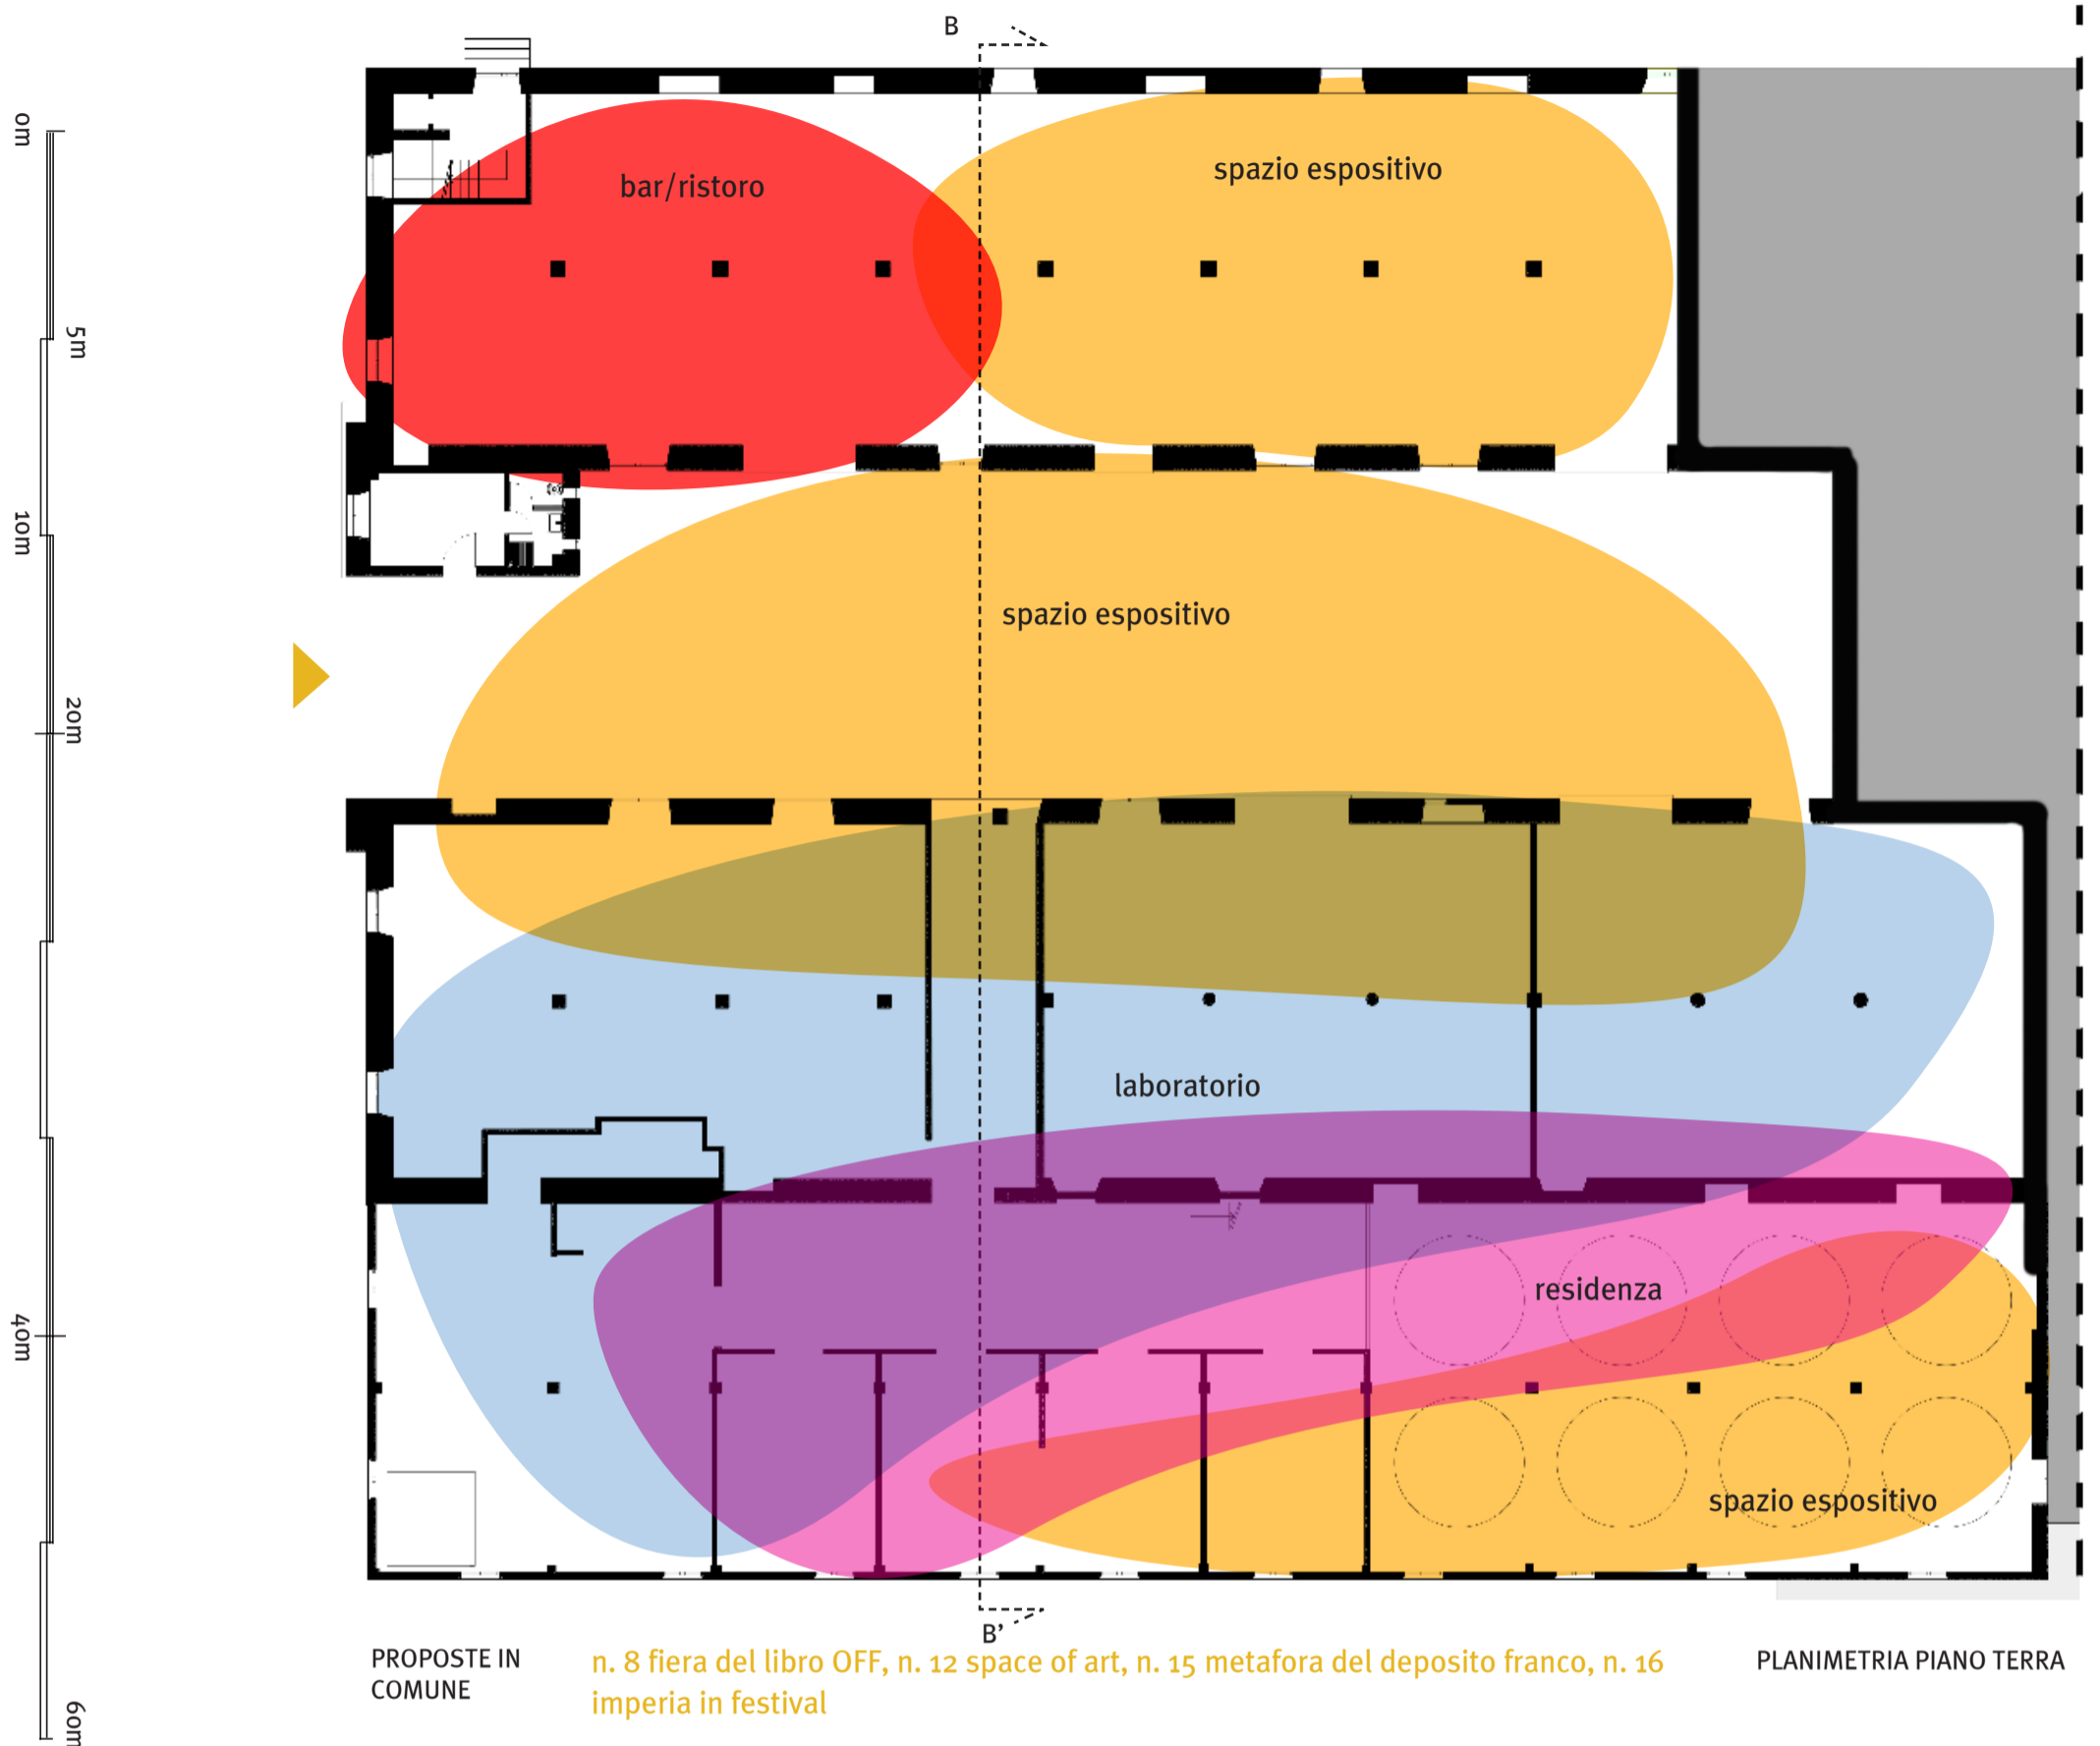 B
0m
5m
10m
20m
40m
60m
bar/ristoro
spazio espositivo
spazio espositivo
laboratorio
residenza
spazio espositivo
B'
PROPOSTE IN
COMUNE
n. 8 fiera del libro OFF, n. 12 space of art, n. 15 metafora del deposito franco, n. 16
imperia in festival
PLANIMETRIA PIANO TERRA